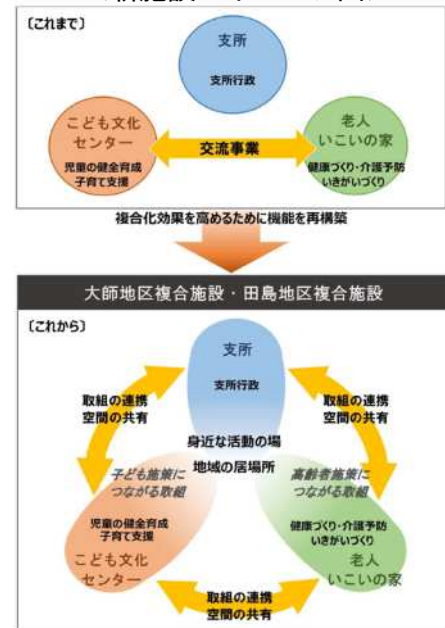 〔これまで〕
支所
支所行政
こども文化
センター
児童の健全育成
子育て支援
交流事業
老人
いこいの家
健康づくり・介護予防
いきがいづくり
複合化効果を高めるために機能を再構築
大師地区複合施設・田島地区複合施設
〔これから〕
支所
支所行政
取組の連携
空間の共有
取組の連携
空間の共有
身近な活動の場
地域の居場所
子ども施策に
つながる取組
高齢者施策に
つながる取組
児童の健全育成
子育て支援
こども文化
センター
健康づくり・介護予防
いきがいづくり
老人
いこいの家
取組の連携
空間の共有